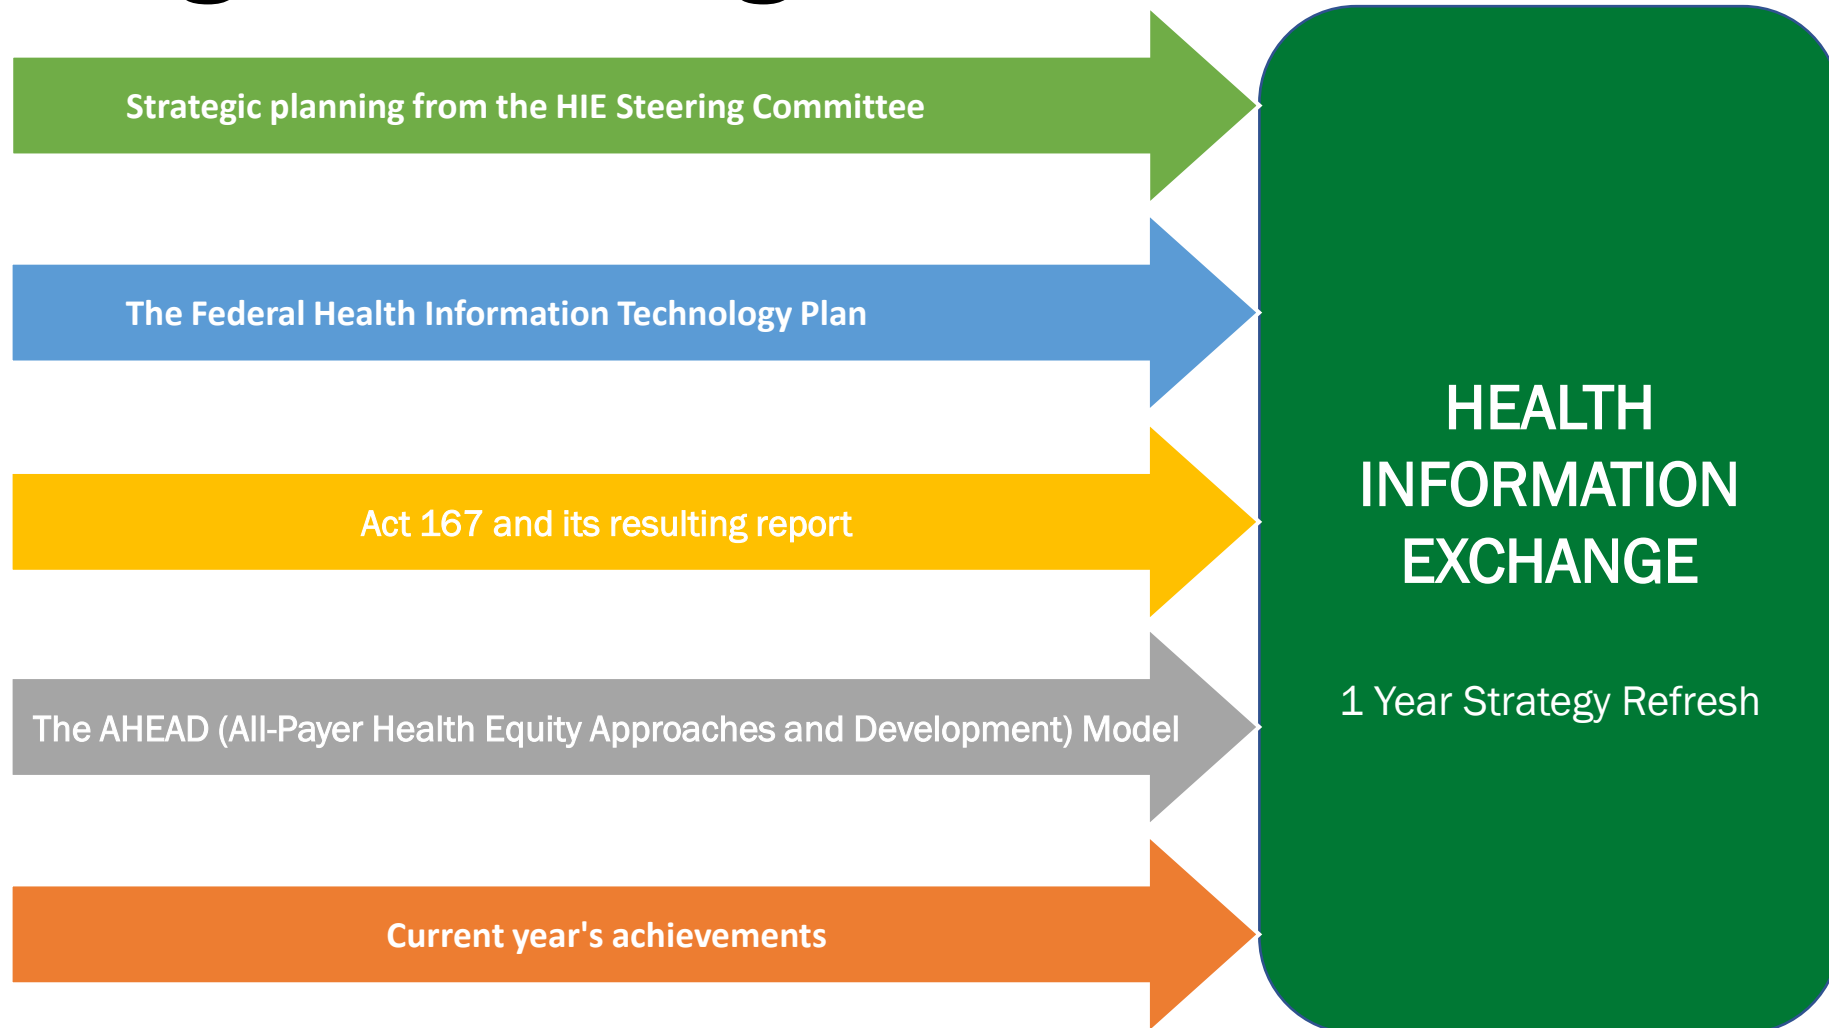 Strategic planning from the HIE Steering Committee
The Federal Health Information Technology Plan
Act 167 and its resulting report
The AHEAD (All-Payer Health Equity Approaches and Development) Model
Current year's achievements
HEALTH
INFORMATION
EXCHANGE
1 Year Strategy Refresh